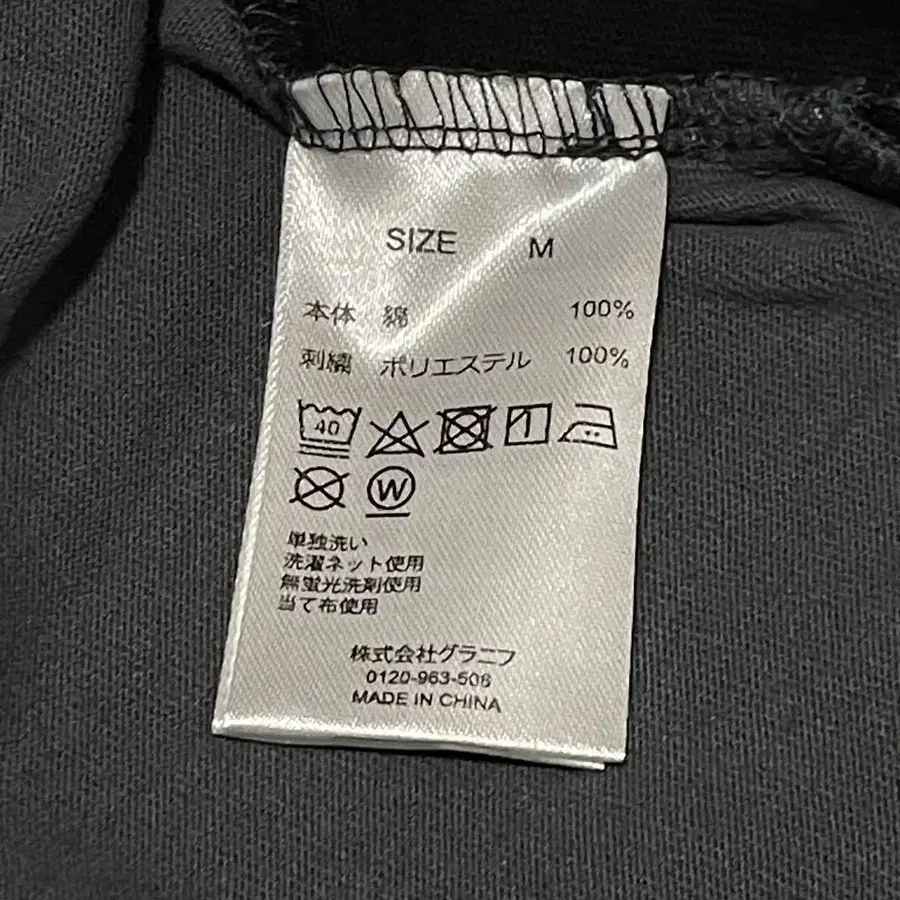 SIZE M
本体 綿 100%
刺繍 ポリエステル 100%
40
W
単独洗い
洗濯ネット使用
無蛍光洗剤使用
当て布使用
株式会社グラニフ
0120-963-508
MADE IN CHINA